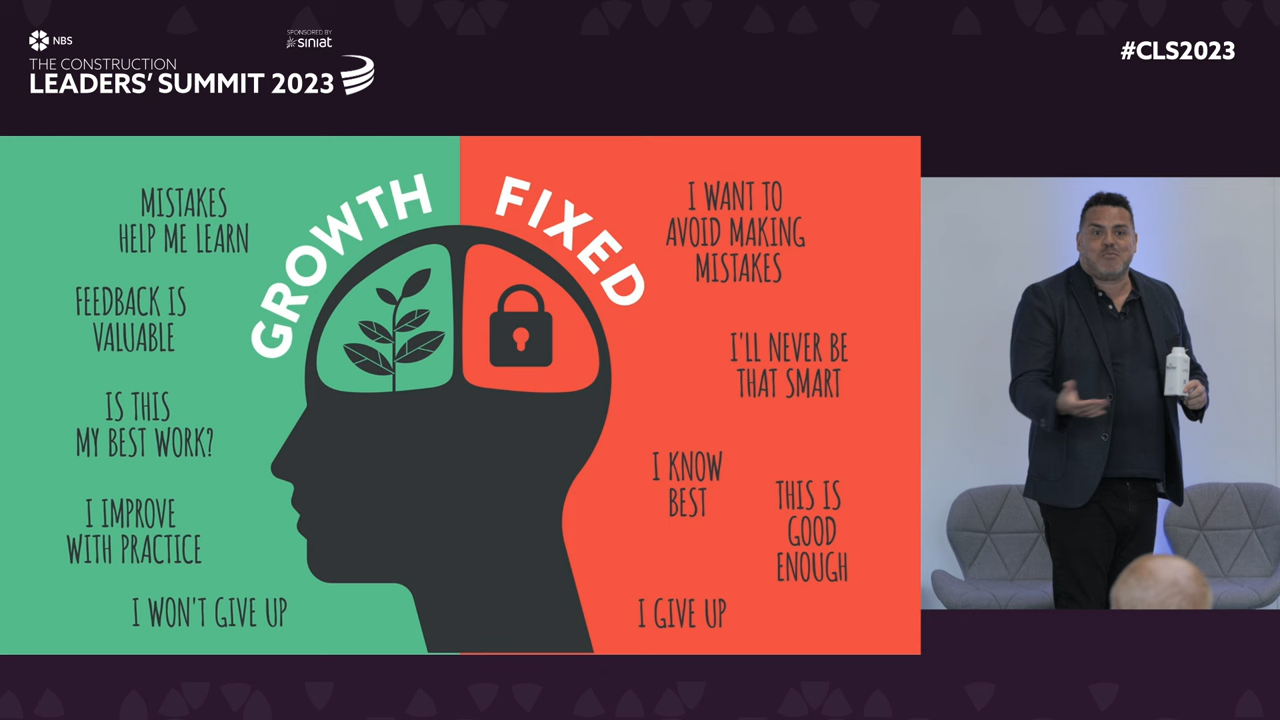 NBS
SPONSORED BY
siniat
THE CONSTRUCTION
LEADERS' SUMMIT 2023
#CLS2023
GROWTH
FIXED
MISTAKES
HELP ME LEARN
FEEDBACK IS
VALUABLE
IS THIS
MY BEST WORK?
I IMPROVE
WITH PRACTICE
I WON'T GIVE UP
I WANT TO
AVOID MAKING
MISTAKES
I'LL NEVER BE
THAT SMART
I KNOW
BEST
THIS IS
GOOD
ENOUGH
I GIVE UP